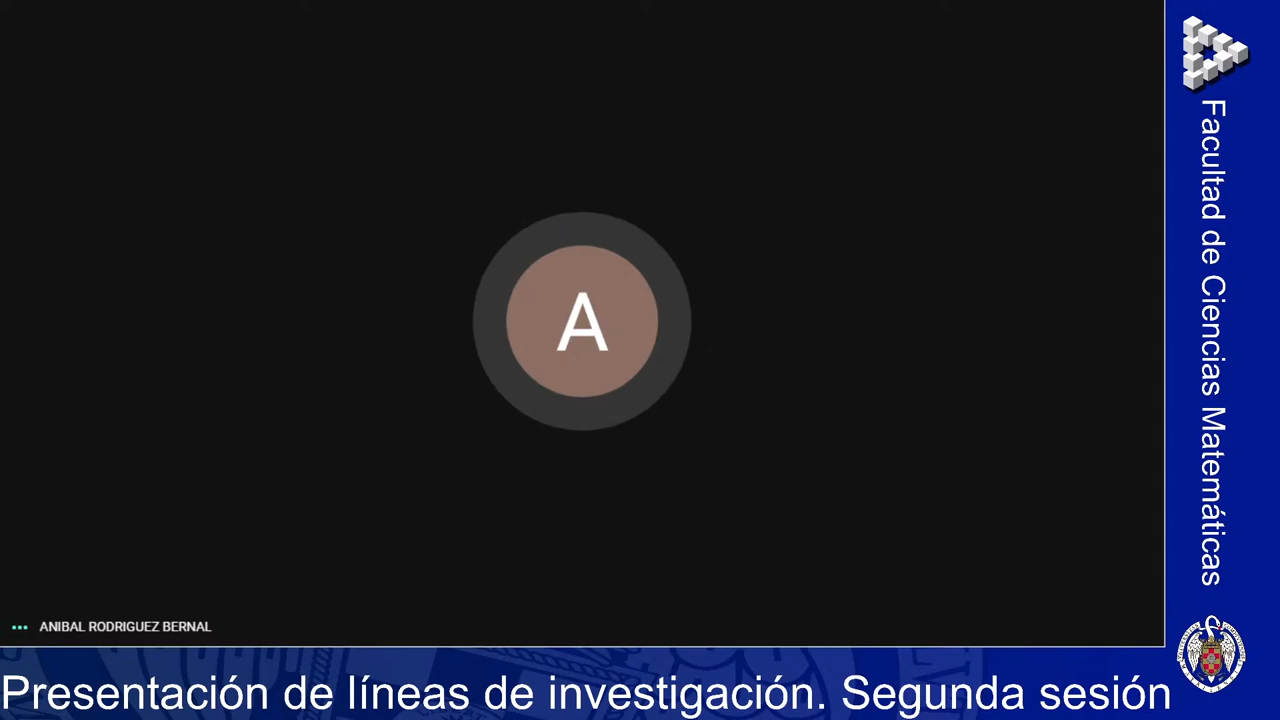 A
ANIBAL RODRIGUEZ BERNAL
Facultad de Ciencias Matemáticas
Presentación de líneas de investigación. Segunda sesión